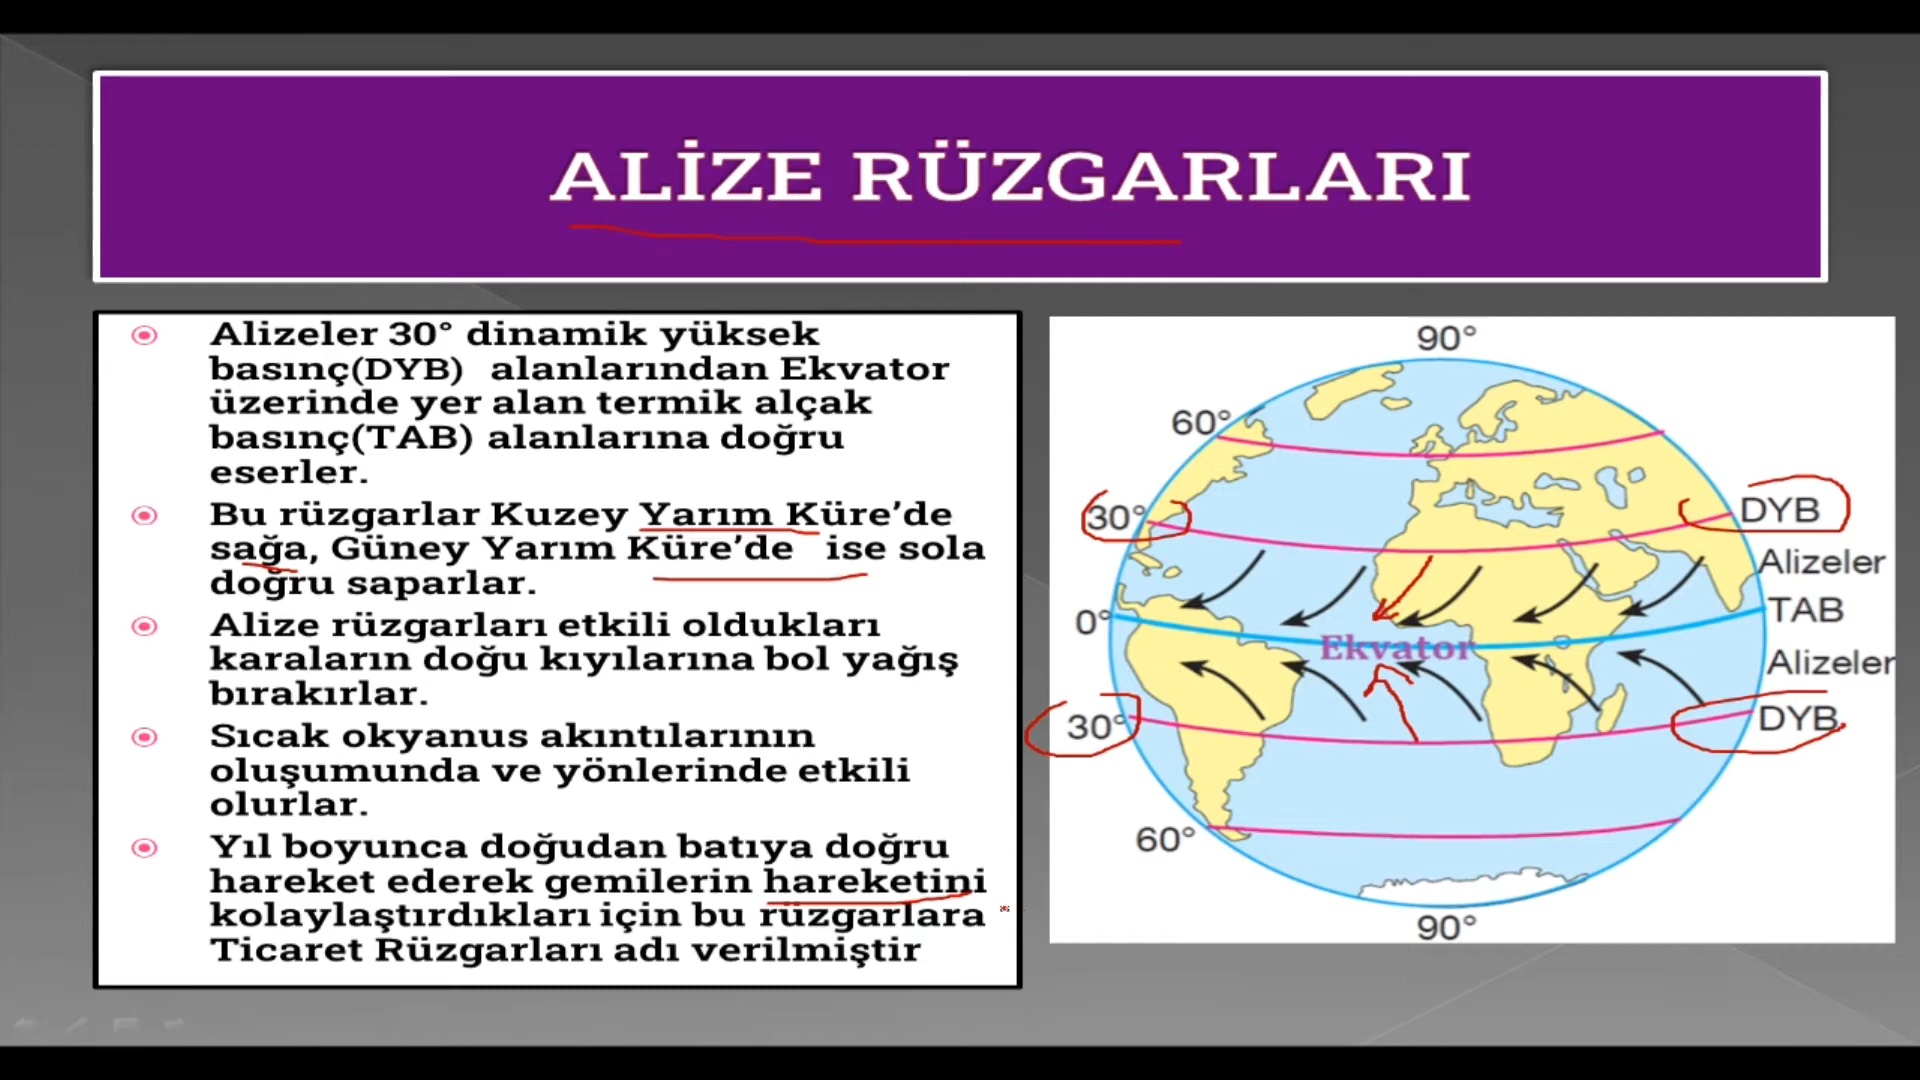 ALİZE RÜZGARLARI
Alizeler 30° dinamik yüksek
basınç(DYB) alanlarından Ekvator
üzerinde yer alan termik alçak
basınç(TAB) alanlarına doğru
eserler.
Bu rüzgarlar Kuzey Yarım Küre’de
sağa, Güney Yarım Küre’de ise sola
doğru saparlar.
Alize rüzgarları etkili oldukları
karaların doğu kıyılarına bol yağış
bırakırlar.
Sıcak okyanus akıntılarının
oluşumunda ve yönlerinde etkili
olurlar.
Yıl boyunca doğudan batıya doğru
hareket ederek gemilerin hareketini
kolaylaştırdıkları için bu rüzgarlara
Ticaret Rüzgarları adı verilmiştir
90°
60°
30°
DYB
Alizeler
TAB
0°
Ekvator
Alizeler
30°
DYB
60°
90°